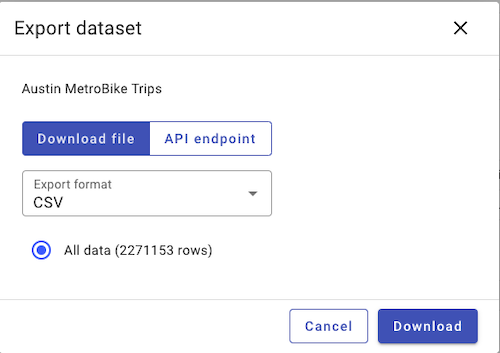 Export dataset
Austin MetroBike Trips
Download file API endpoint
Export format
CSV
All data (2271153 rows)
Cancel Download